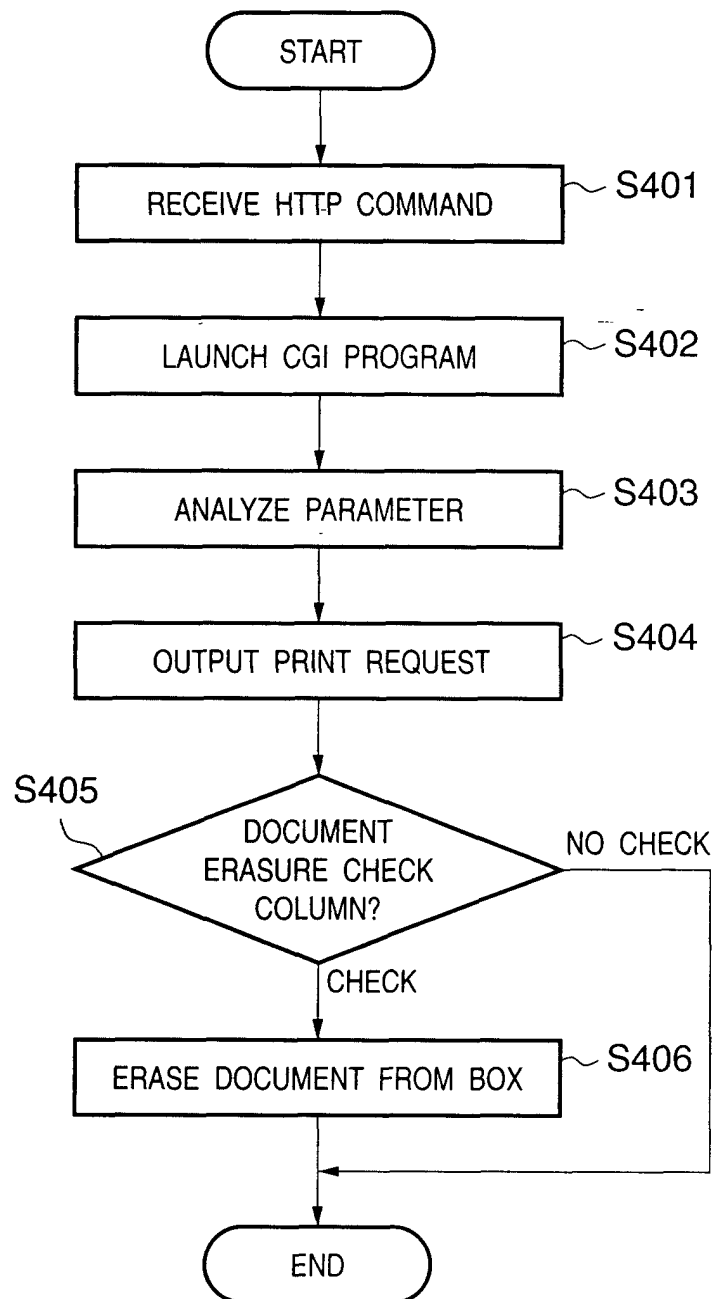 START
RECEIVE HTTP COMMAND
S401
LAUNCH CGI PROGRAM
S402
ANALYZE PARAMETER
S403
OUTPUT PRINT REQUEST
S404
S405
DOCUMENT
ERASURE CHECK
COLUMN?
NO CHECK
CHECK
ERASE DOCUMENT FROM BOX
S406
END